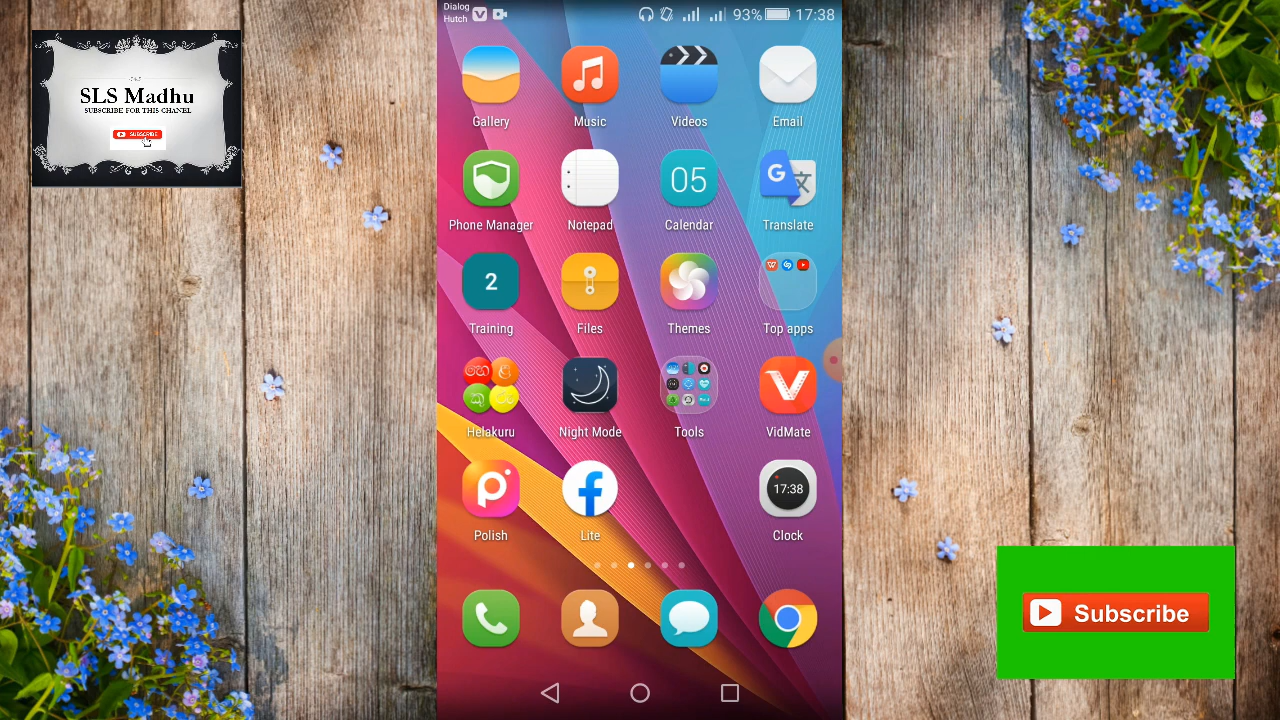 SLS Madhu
SUBSCRIBE FOR THIS CHANEL
SUBSCRIBE
Dialog
Hutch
93% 17:38
Gallery Music Videos Email
05
G
Phone Manager Notepad Calendar Translate
2
Training Files Themes Top apps
Helakuru Night Mode Tools VidMate
17:38
Polish Lite Clock
Subscribe